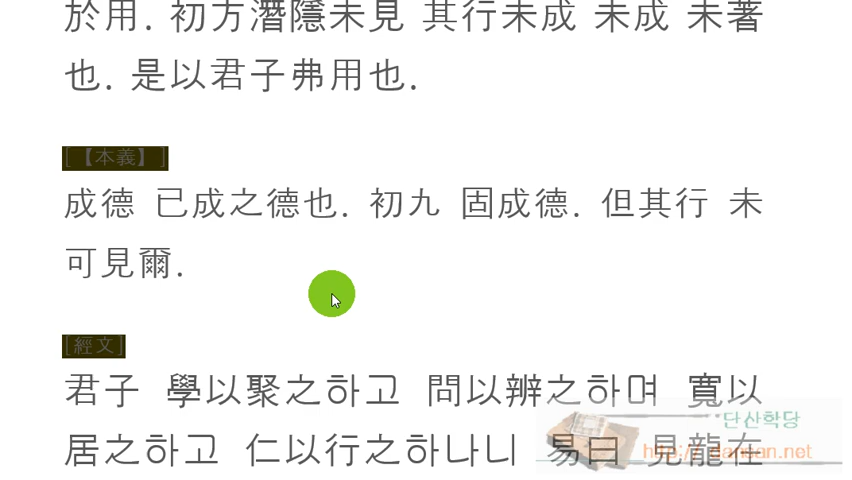 於用. 初方潛隱未見 其行未成 未成 未著
也. 是以君子弗用也.
[【本義】]
成德 已成之德也. 初九 固成德. 但其行 未
可見爾.
[經文]
君子 學以聚之하고 問以辨之하며 寬以
居之하고 仁以行之하나니 易曰 見龍在
단산학당
http://dansan.net